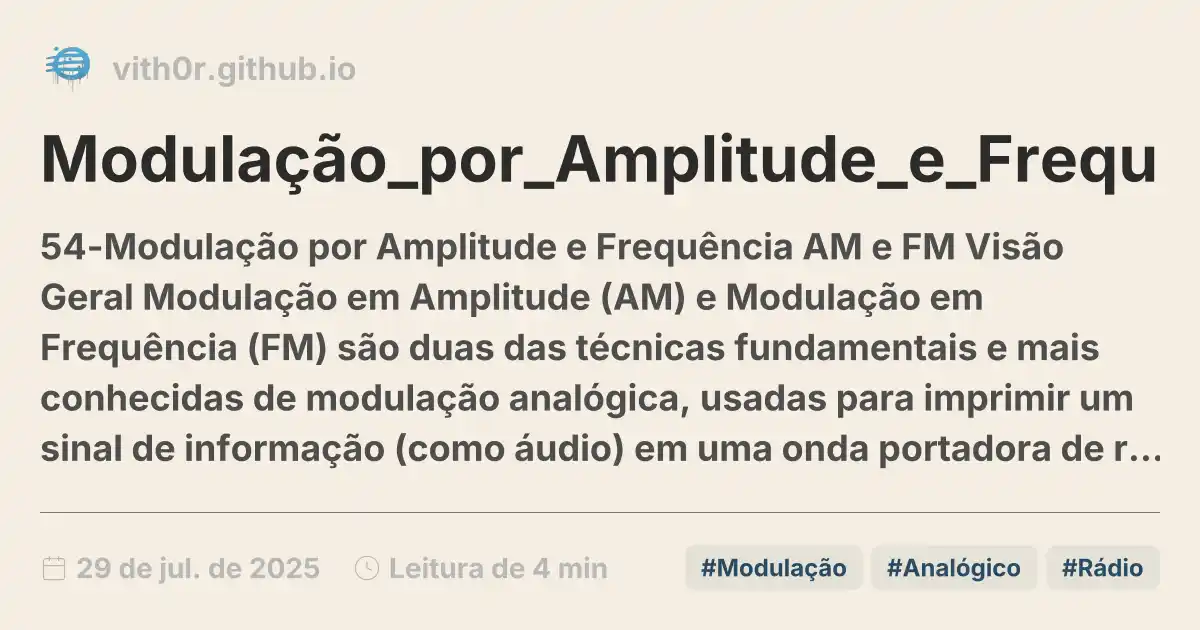 vith0r.github.io
Modulação_por_Amplitude_e_Frequ
54-Modulação por Amplitude e Frequência AM e FM Visão
Geral Modulação em Amplitude (AM) e Modulação em
Frequência (FM) são duas das técnicas fundamentais e mais
conhecidas de modulação analógica, usadas para imprimir um
sinal de informação (como áudio) em uma onda portadora de r...
29 de jul. de 2025 Leitura de 4 min #Modulação #Analógico #Rádio